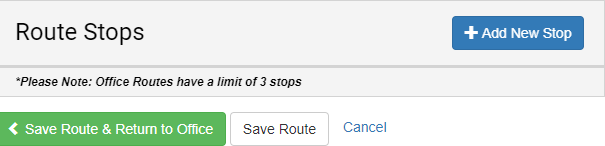 Route Stops
Add New Stop
*Please Note: Office Routes have a limit of 3 stops
Save Route & Return to Office
Save Route
Cancel